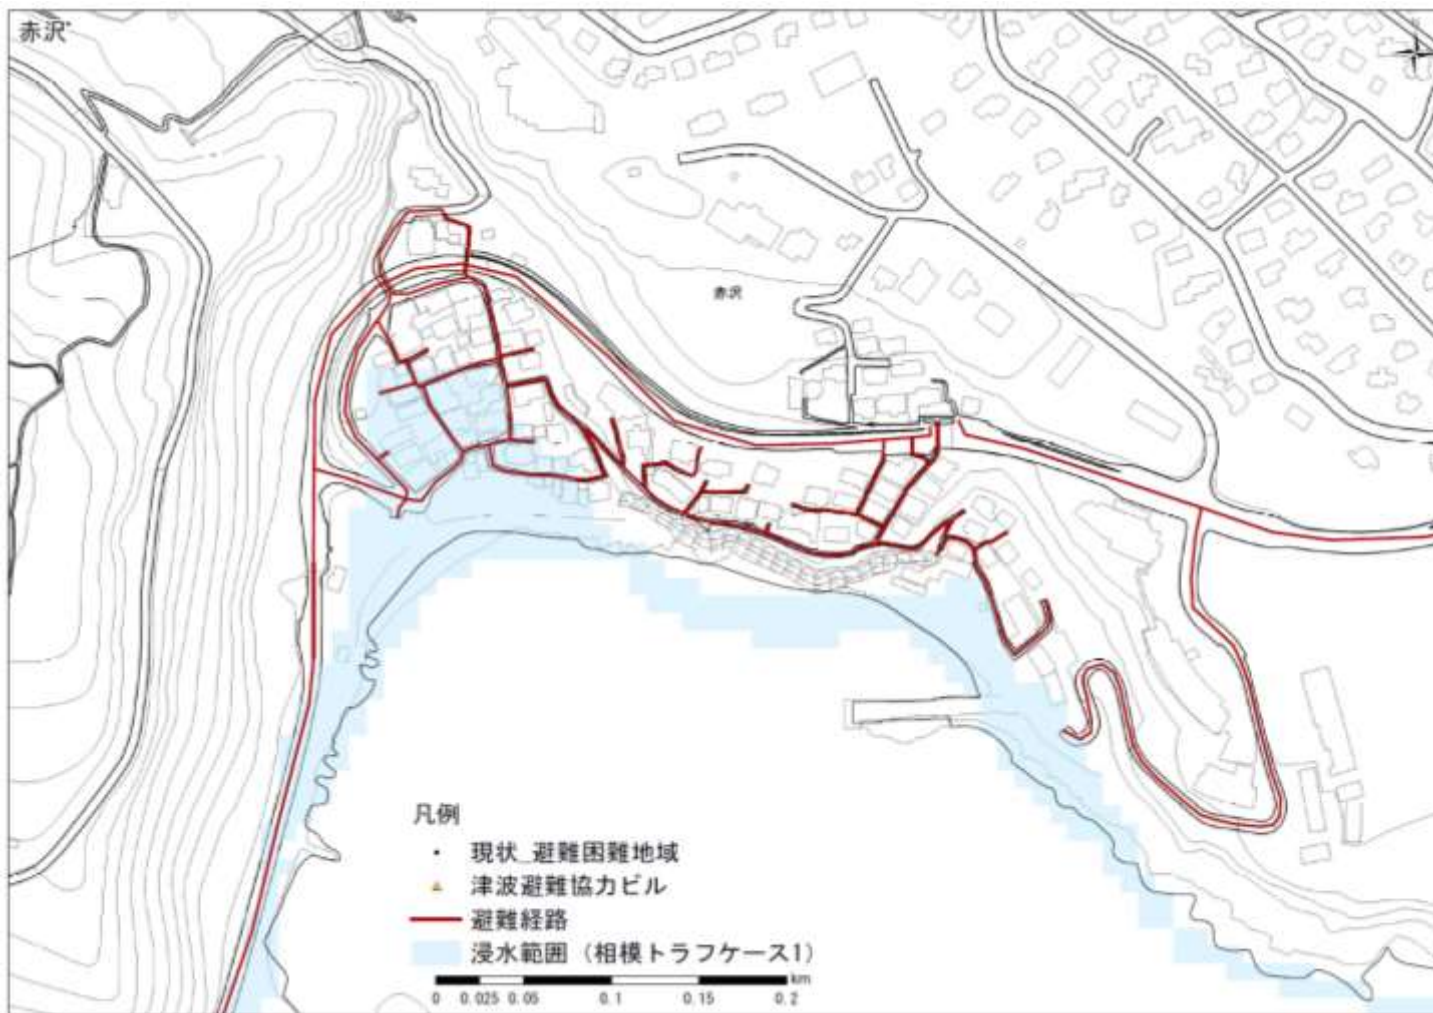 赤沢
赤沢
凡例
現状_避難困難地域
津波避難協力ビル
避難経路
浸水範囲（相模トラフケース1）
km
0 0.025 0.05 0.1 0.15 0.2